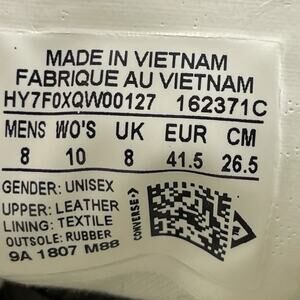 MADE IN VIETNAM
FABRIQUE AU VIETNAM
HY7F0XQW00127 162371C
MENS WO'S UK EUR CM
8 10 8 41.5 26.5
GENDER: UNISEX
UPPER: LEATHER
LINING: TEXTILE
OUTSOLE: RUBBER
9A 1807 M88
CONVERSE